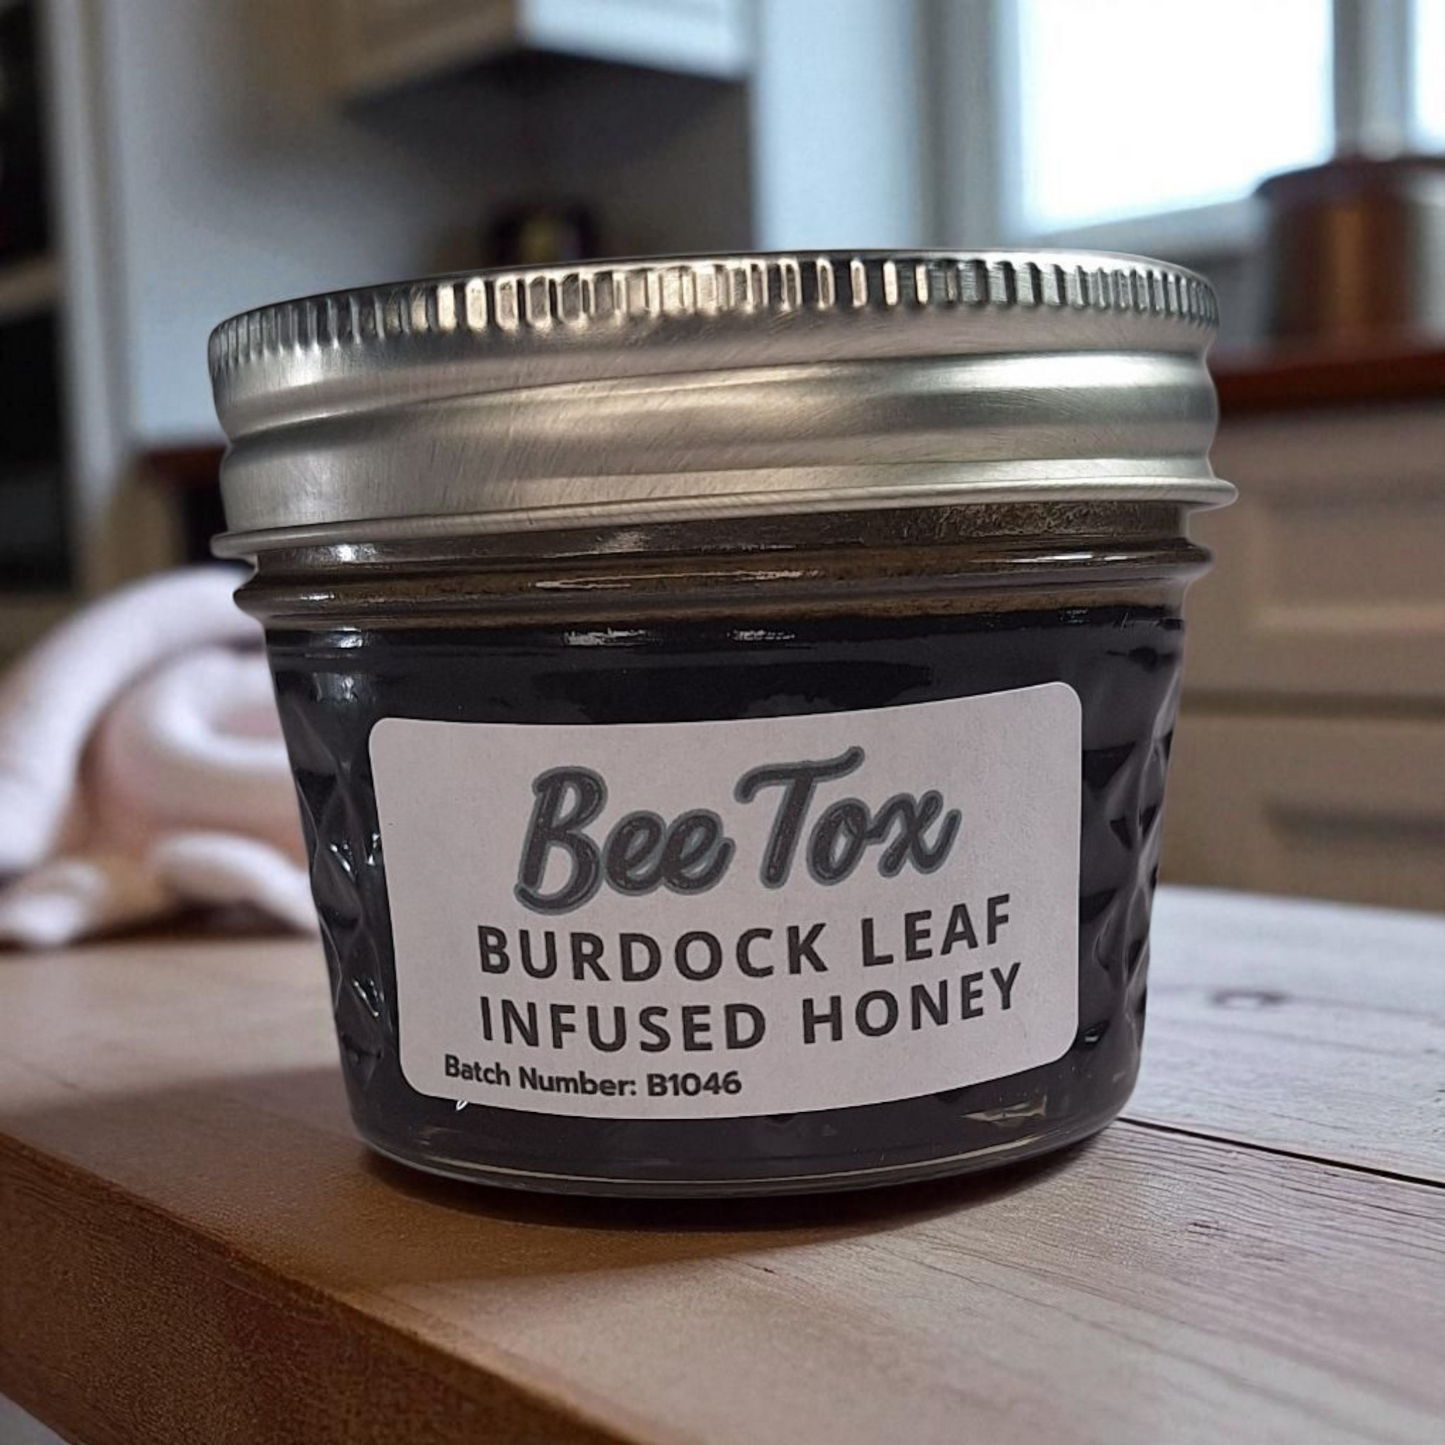 Bee Tox
BURDOCK LEAF
INFUSED HONEY
Batch Number: B1046